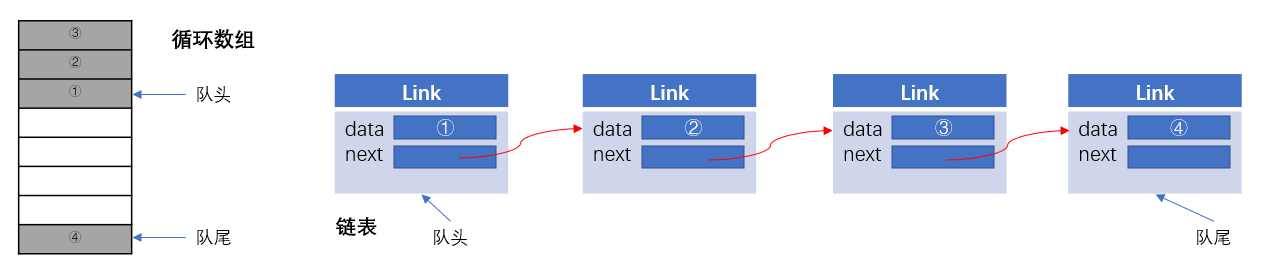 ③
循环数组
②
①
队头
④
队尾
Link
data ①
next
Link
data ②
next
Link
data ③
next
Link
data ④
next
链表
队头
队尾